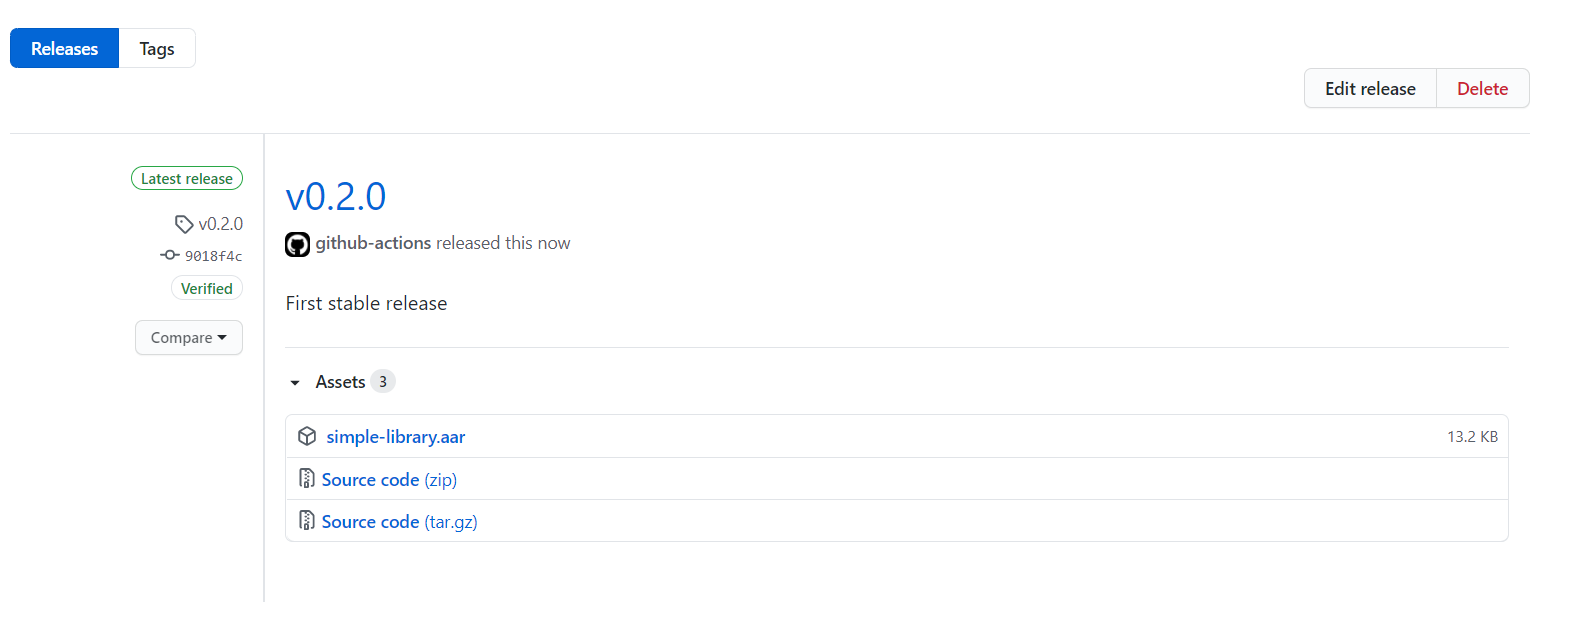 Releases Tags
Edit release Delete
Latest release
v0.2.0
9018f4c
Verified
Compare
v0.2.0
github-actions released this now
First stable release
Assets 3
simple-library.aar 13.2 KB
Source code (zip)
Source code (tar.gz)